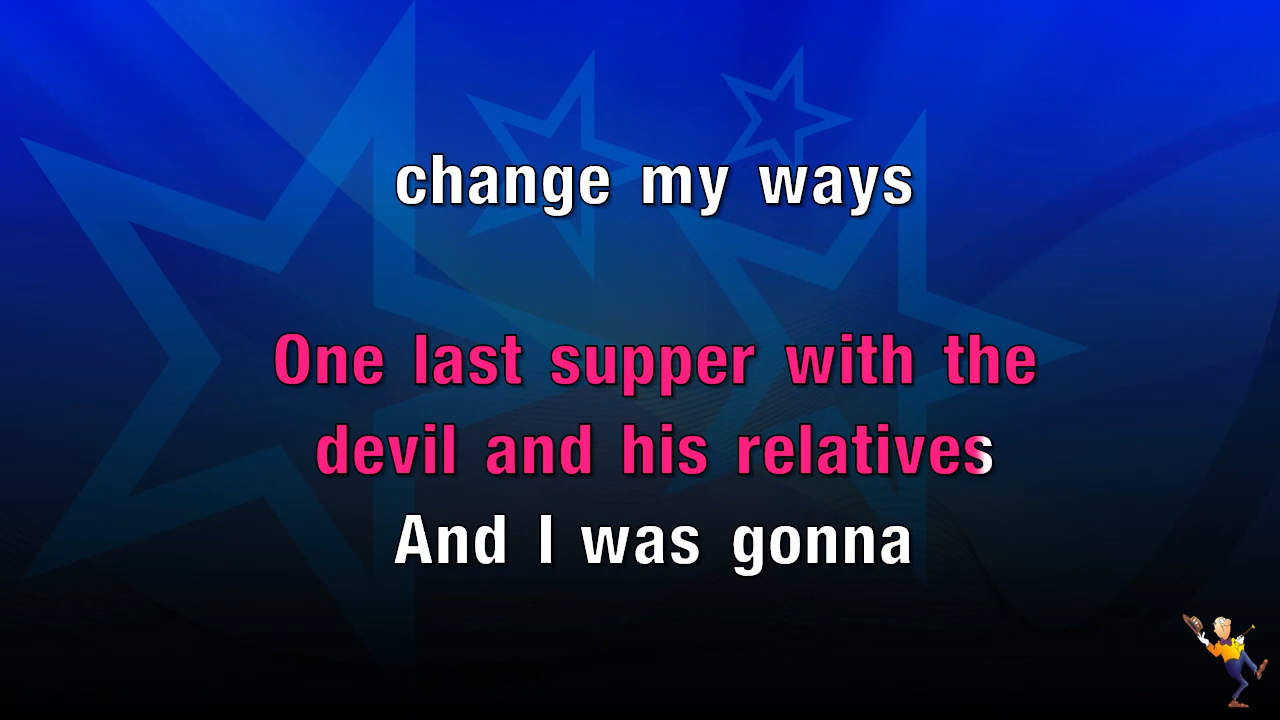 change my ways
One last supper with the
devil and his relatives
And I was gonna